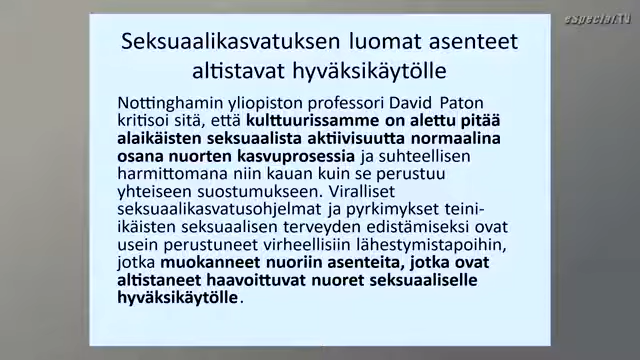 eSpecial.TV
Seksuaalikasvatuksen luomat asenteet
altistavat hyväksikäytölle
Nottinghamin yliopiston professori David Paton
kritisoi sitä, että kulttuurissamme on alettu pitää
alaikäisten seksuaalista aktiivisuutta normaalina
osana nuorten kasvuprosessia ja suhteellisen
harmittomana niin kauan kuin se perustuu
yhteiseen suostumukseen. Viralliset
seksuaalikasvatusohjelmat ja pyrkimykset teini-
ikäisten seksuaalisen terveyden edistämiseksi ovat
usein perustuneet virheellisiin lähestymistapoihin,
jotka muokanneet nuoriin asenteita, jotka ovat
altistaneet haavoittuvat nuoret seksuaaliselle
hyväksikäytölle.